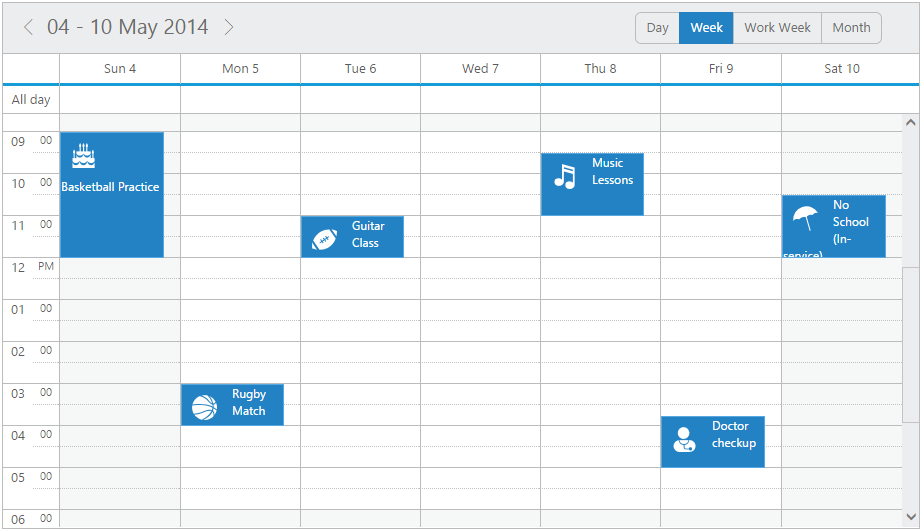 04 - 10 May 2014
Day Week Work Week Month
Sun 4 Mon 5 Tue 6 Wed 7 Thu 8 Fri 9 Sat 10
All day
09 00
Basketball Practice
Music
Lessons
10 00
No
School
(In-
service)
11 00
Guitar
Class
12 PM
01 00
02 00
03 00
Rugby
Match
04 00
Doctor
checkup
05 00
06 00